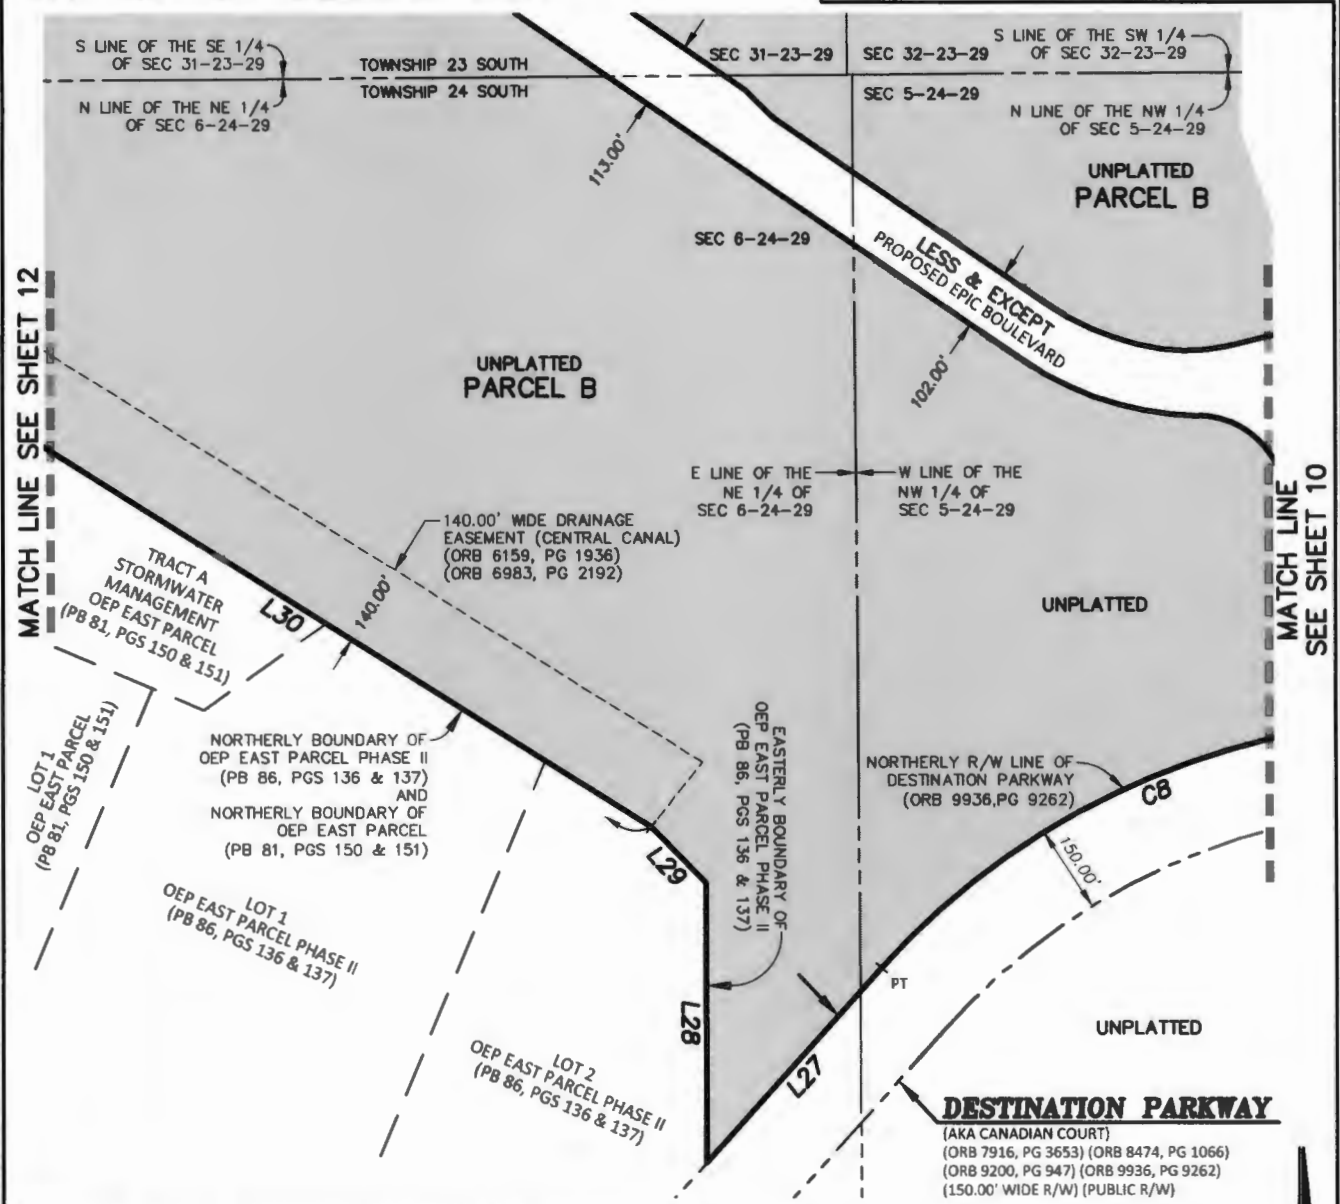 S LINE OF THE SE 1/4
OF SEC 31-23-29
N LINE OF THE NE 1/4
OF SEC 6-24-29
TOWNSHIP 23 SOUTH
TOWNSHIP 24 SOUTH
SEC 31-23-29
SEC 32-23-29
SEC 5-24-29
S LINE OF THE SW 1/4
OF SEC 32-23-29
N LINE OF THE NW 1/4
OF SEC 5-24-29
UNPLATTED
PARCEL B
113.00'
SEC 6-24-29
LESS & EXCEPT
PROPOSED EPIC BOULEVARD
102.00'
MATCH LINE SEE SHEET 12
UNPLATTED
PARCEL B
E LINE OF THE
NE 1/4 OF
SEC 6-24-29
W LINE OF THE
NW 1/4 OF
SEC 5-24-29
MATCH LINE
SEE SHEET 10
140.00' WIDE DRAINAGE
EASEMENT (CENTRAL CANAL)
(ORB 6159, PG 1936)
(ORB 6983, PG 2192)
140.00'
L30
TRACT A
STORMWATER
MANAGEMENT
OEP EAST PARCEL
(PB 81, PGS 150 & 151)
UNPLATTED
LOT 1
OEP EAST PARCEL
(PB 81, PGS 150 & 151)
NORTHERLY BOUNDARY OF
OEP EAST PARCEL PHASE II
(PB 86, PGS 136 & 137)
AND
NORTHERLY BOUNDARY OF
OEP EAST PARCEL
(PB 81, PGS 150 & 151)
EASTERLY BOUNDARY OF
OEP EAST PARCEL PHASE II
(PB 86, PGS 136 & 137)
NORTHERLY R/W LINE OF
DESTINATION PARKWAY
(ORB 9936,PG 9262)
C8
150.00'
L29
LOT 1
OEP EAST PARCEL PHASE II
(PB 86, PGS 136 & 137)
PT
L28
LOT 2
OEP EAST PARCEL PHASE II
(PB 86, PGS 136 & 137)
L27
UNPLATTED
DESTINATION PARKWAY
(AKA CANADIAN COURT)
(ORB 7916, PG 3653) (ORB 8474, PG 1066)
(ORB 9200, PG 947) (ORB 9936, PG 9262)
(150.00' WIDE R/W) (PUBLIC R/W)